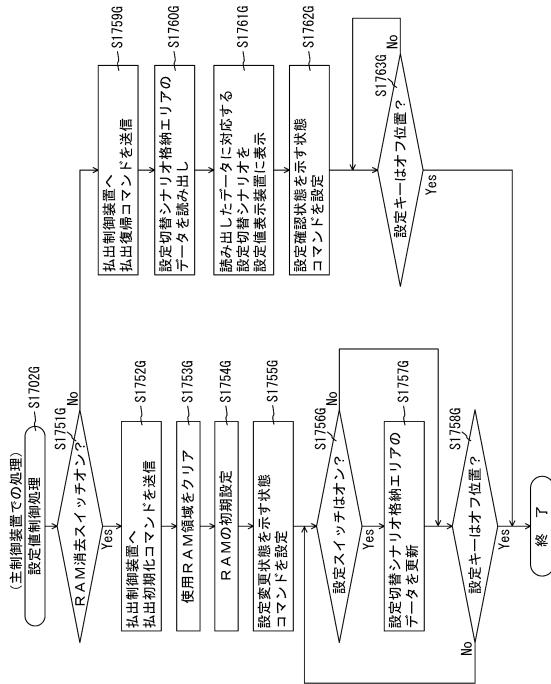 (主制御装置での処理)
設定値制御処理
S1702G
S1751G
RAM消去スイッチオン？
No
Yes
払出制御装置へ
払出初期化コマンドを送信
S1752G
使用RAM領域をクリア
S1753G
RAMの初期設定
S1754G
設定変更状態を示す状態
コマンドを設定
S1755G
S1756G
設定スイッチはオン？
No
Yes
設定切替シナリオ格納エリアの
データを更新
S1757G
S1758G
設定キーはオフ位置？
No
Yes
終 了
払出制御装置へ
払出復帰コマンドを送信
S1759G
設定切替シナリオ格納エリアの
データを読み出し
S1760G
読み出したデータに対応する
設定切替シナリオを
設定値表示装置に表示
S1761G
設定確認状態を示す状態
コマンドを設定
S1762G
S1763G
設定キーはオフ位置？
No
Yes